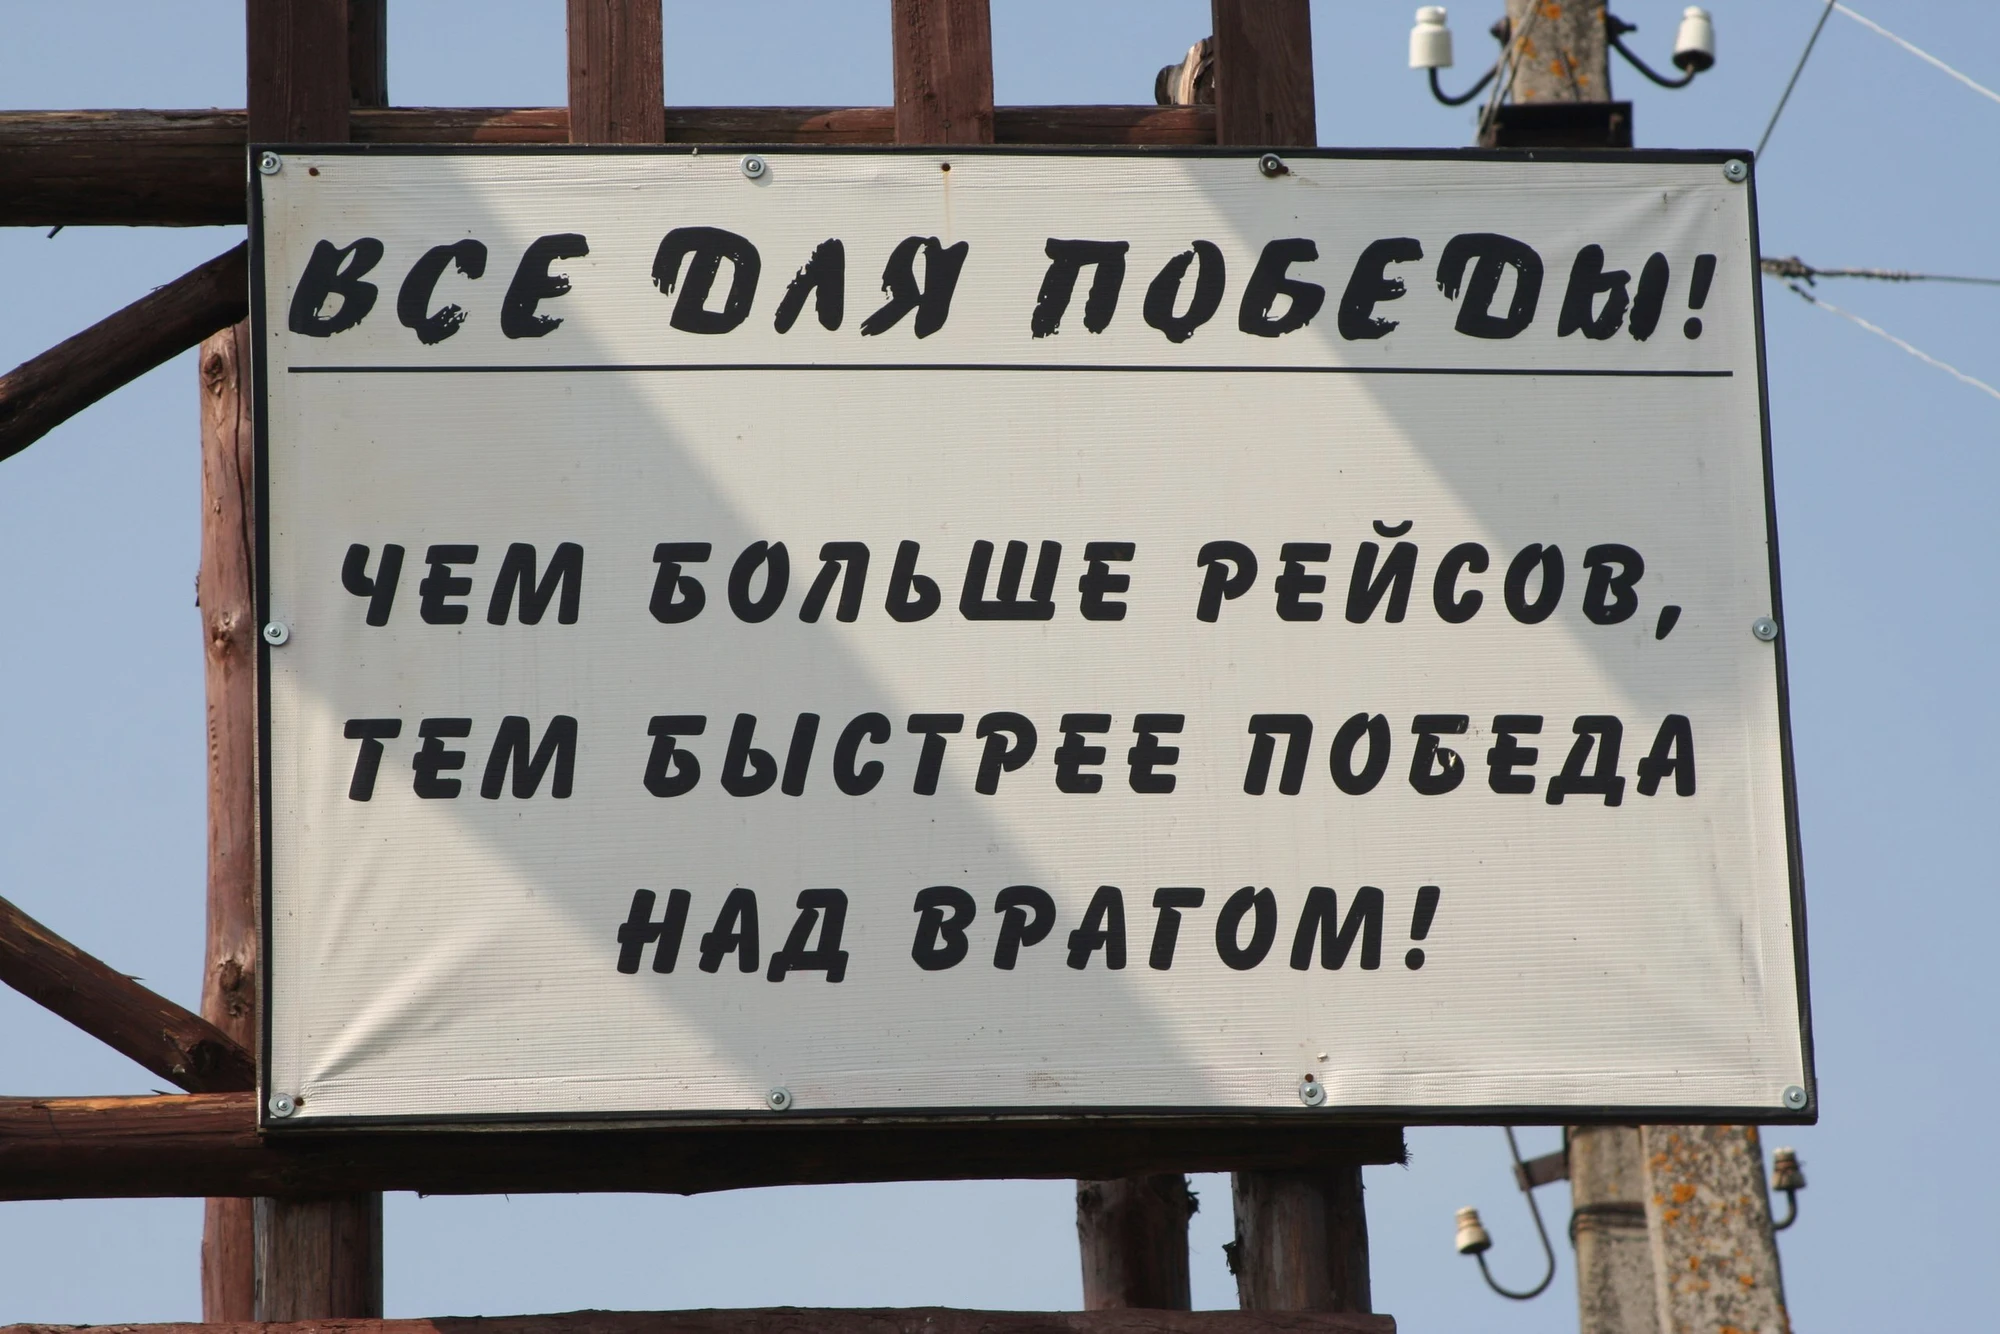 ВСЕ ДЛЯ ПОБЕДЫ!
ЧЕМ БОЛЬШЕ РЕЙСОВ,
ТЕМ БЫСТРЕЕ ПОБЕДА
НАД ВРАГОМ!